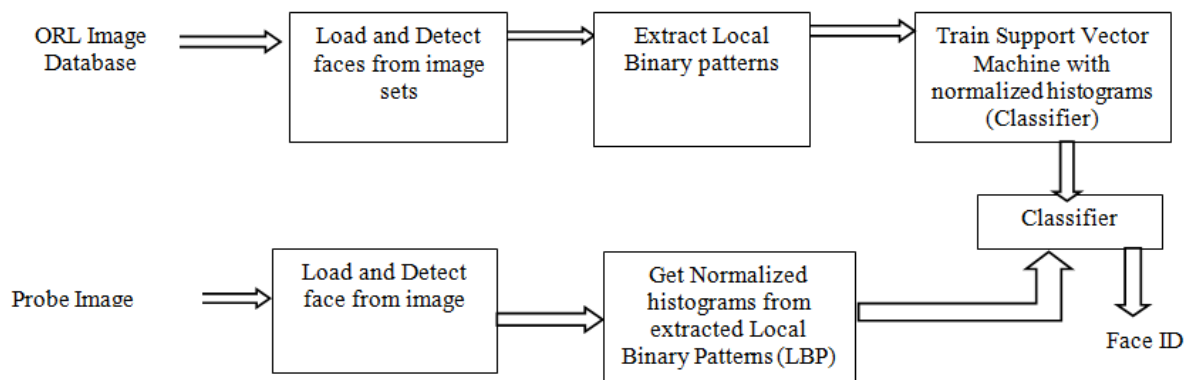 ORL Image
Database
Load and Detect
faces from image
sets
Extract Local
Binary patterns
Train Support Vector
Machine with
normalized histograms
(Classifier)
Classifier
Probe Image
Load and Detect
face from image
Get Normalized
histograms from
extracted Local
Binary Patterns (LBP)
Face ID